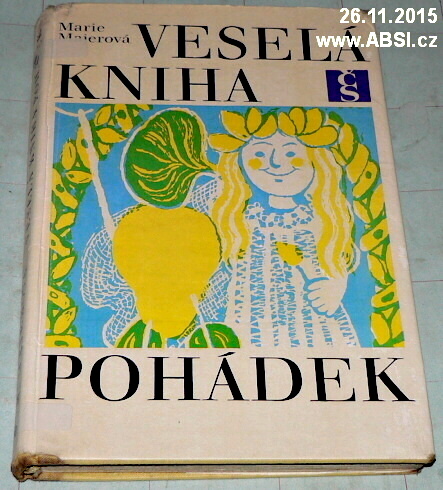 26.11.2015
www.ABSI.cz
Marie
Majerová
VESELÁ
KNIHA
čs
POHÁDEK